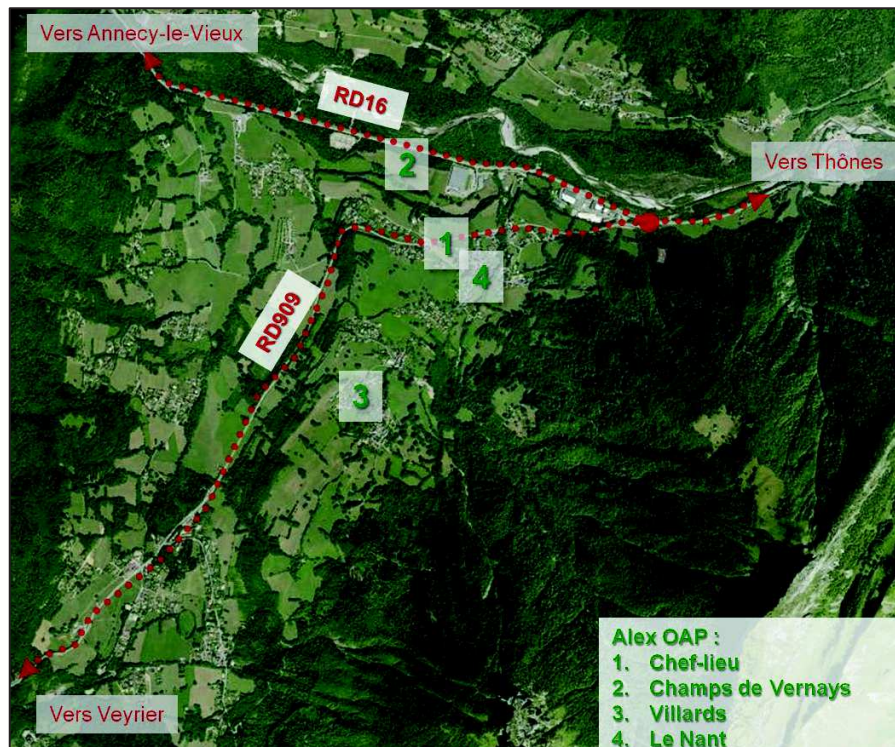 Vers Annecy-le-Vieux
RD16
2
Vers Thônes
1
4
RD909
3
Vers Veyrier
Alex OAP :
1. Chef-lieu
2. Champs de Vernays
3. Villards
4. Le Nant